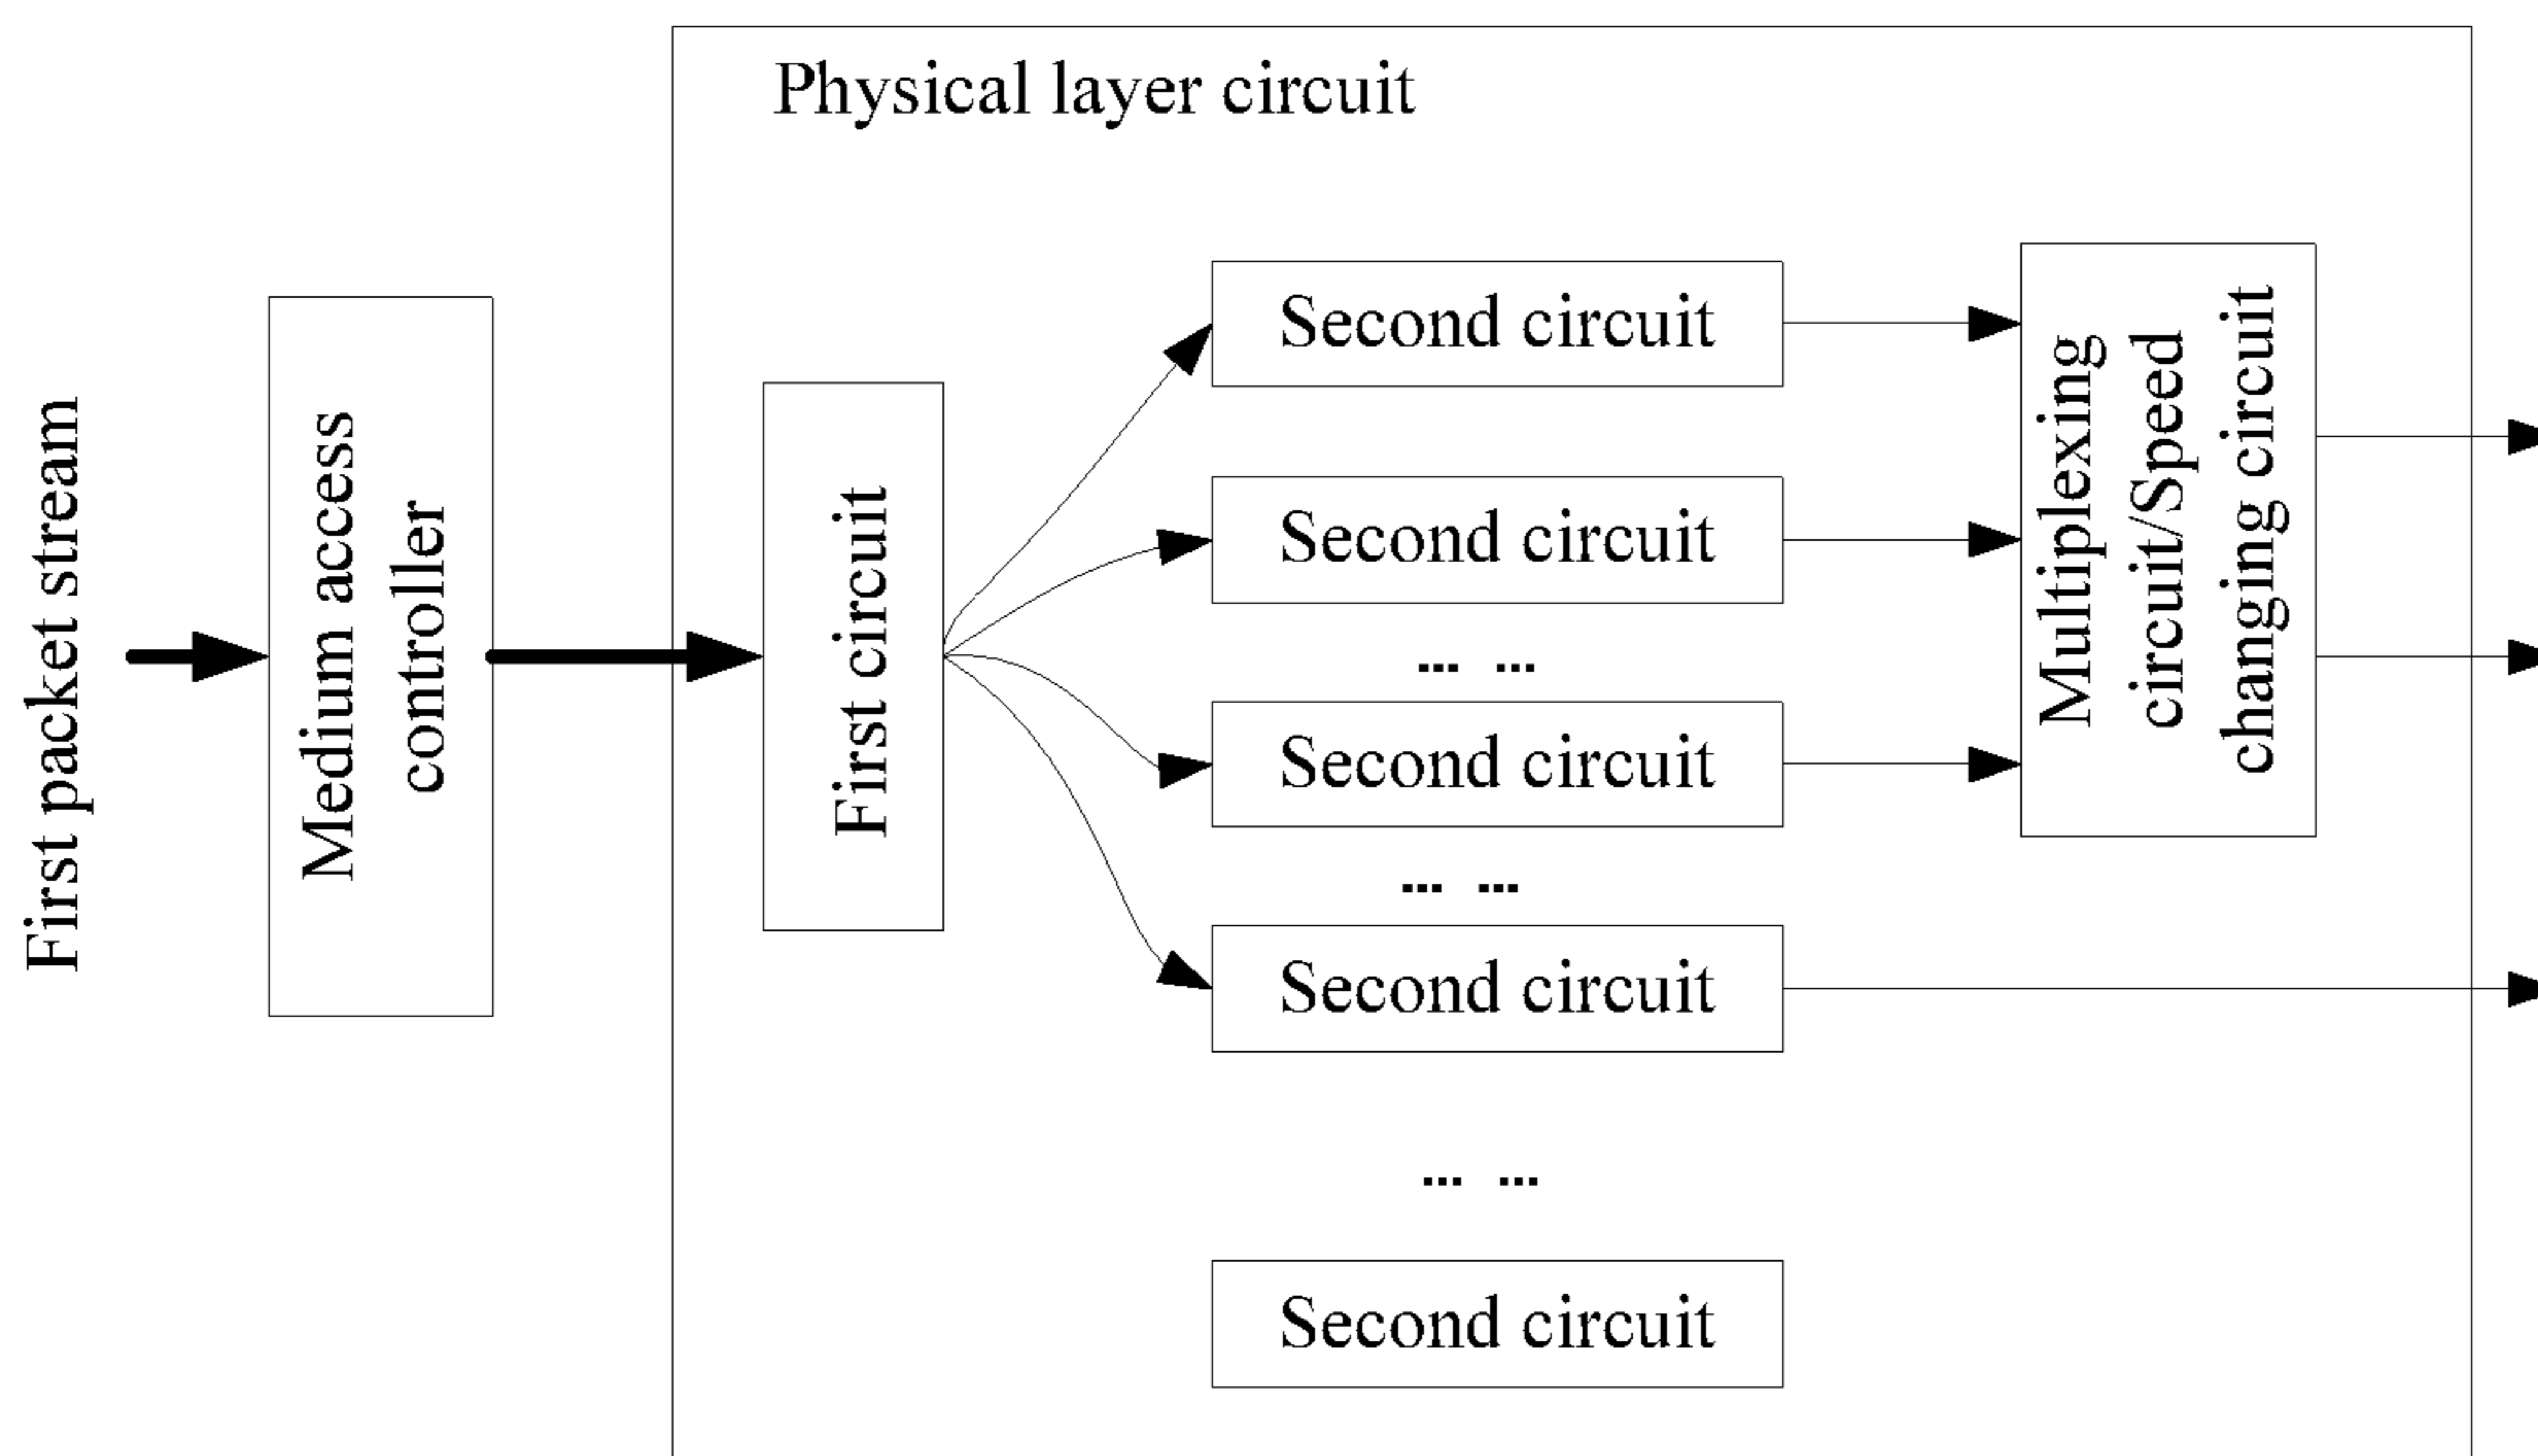 Physical layer circuit
First packet stream
Medium access
controller
First circuit
Second circuit
Second circuit
... ...
Second circuit
... ...
Second circuit
... ...
Second circuit
Multiplexing
circuit/Speed
changing circuit